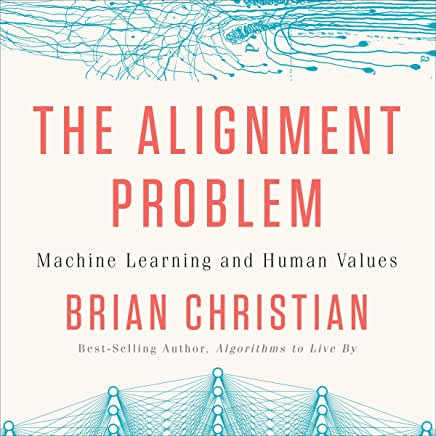 THE ALIGNMENT
PROBLEM
Machine Learning and Human Values
BRIAN CHRISTIAN
Best-Selling Author, Algorithms to Live By